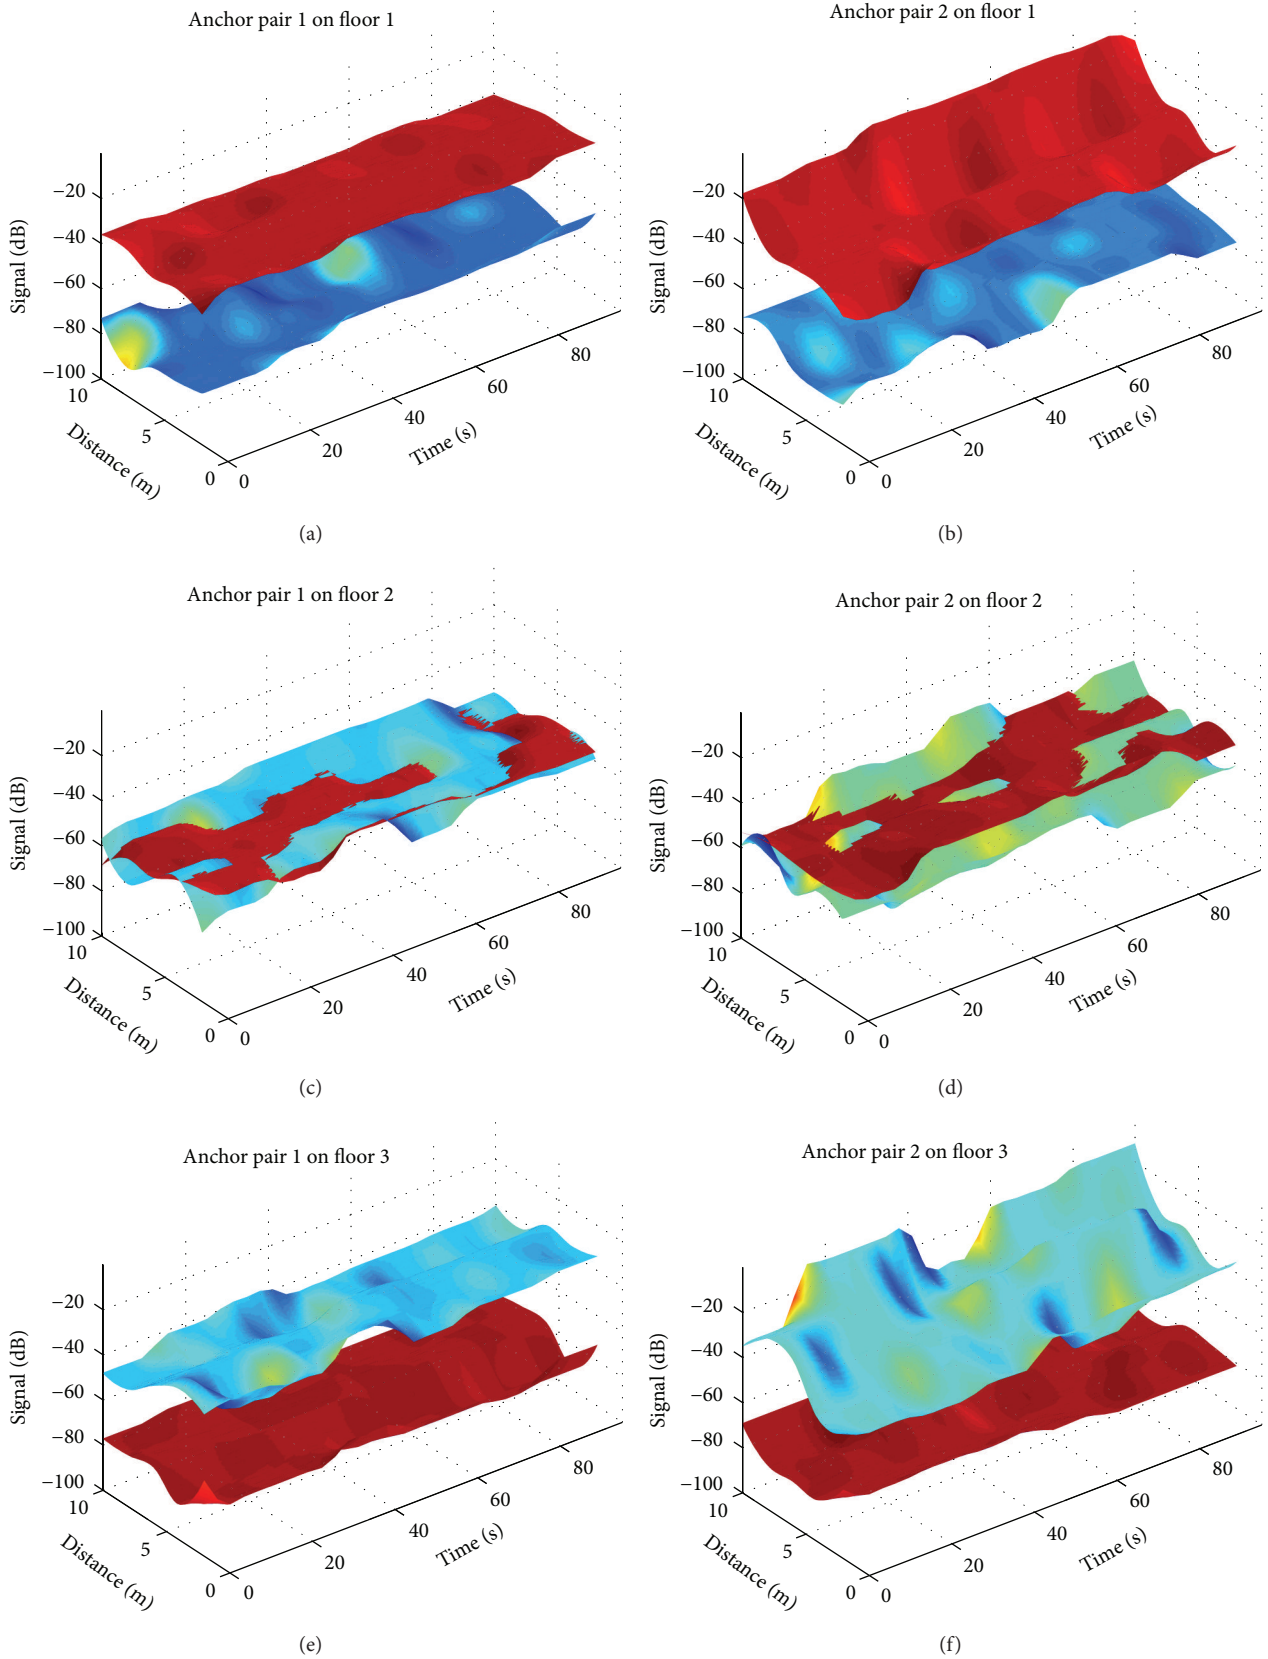 Anchor pair 1 on floor 1
−20
−40
−60
−80
−100
Signal (dB)
10
5
0
Distance (m)
0
20
40
60
80
Time (s)
(a)
Anchor pair 2 on floor 1
−20
−40
−60
−80
−100
Signal (dB)
10
5
0
Distance (m)
0
20
40
60
80
Time (s)
(b)
Anchor pair 1 on floor 2
−20
−40
−60
−80
−100
Signal (dB)
10
5
0
Distance (m)
0
20
40
60
80
Time (s)
(c)
Anchor pair 2 on floor 2
−20
−40
−60
−80
−100
Signal (dB)
10
5
0
Distance (m)
0
20
40
60
80
Time (s)
(d)
Anchor pair 1 on floor 3
−20
−40
−60
−80
−100
Signal (dB)
10
5
0
Distance (m)
0
20
40
60
80
Time (s)
(e)
Anchor pair 2 on floor 3
−20
−40
−60
−80
−100
Signal (dB)
10
5
0
Distance (m)
0
20
40
60
80
Time (s)
(f)